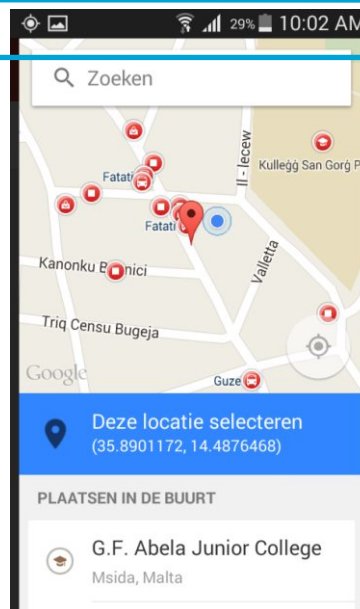 29% 10:02 AM
Zoeken
Il - Iecew
Kulleġġ San Ġorġ P
Fatati
Fatati
Kanonku B nici
Valletta
Triq Censu Bugeja
Google
Guze
Deze locatie selecteren
(35.8901172, 14.4876468)
PLAATSEN IN DE BUURT
G.F. Abela Junior College
Msida, Malta